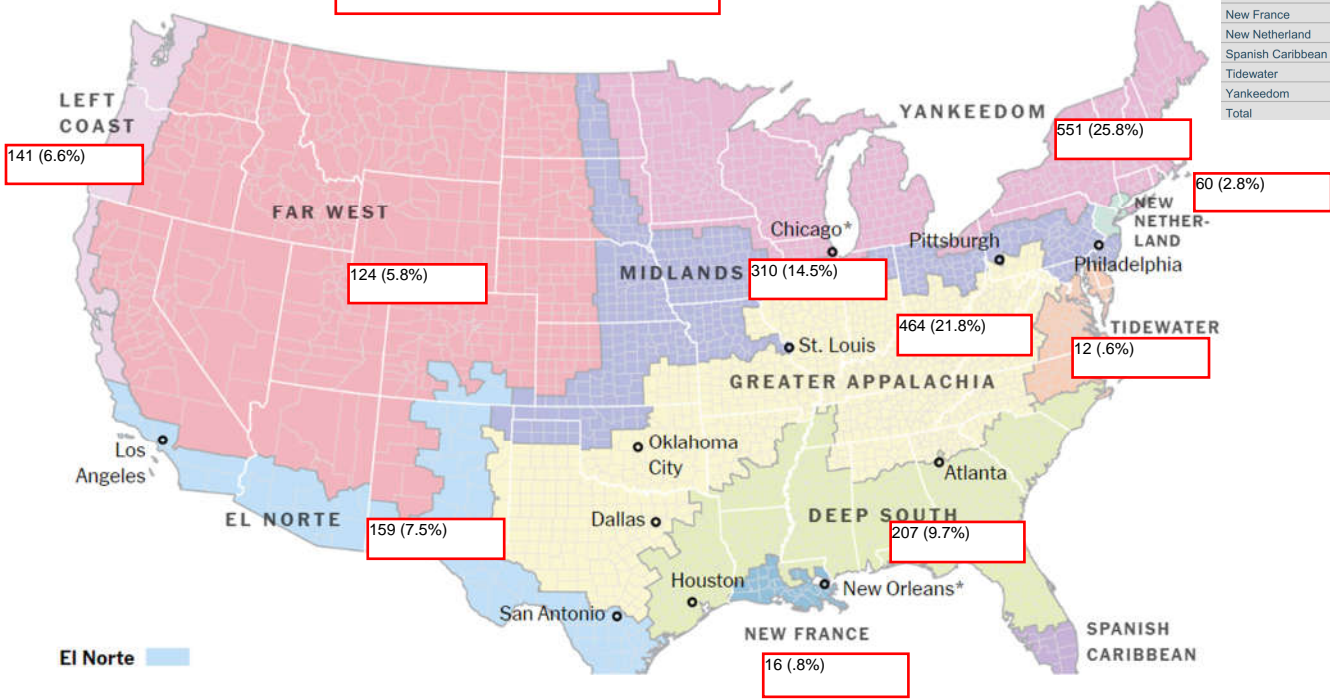 New France
New Netherland
Spanish Caribbean
Tidewater
Yankeedom
Total
LEFT
COAST
141 (6.6%)
YANKEEDOM
551 (25.8%)
60 (2.8%)
NEW
NETHER-
LAND
FAR WEST
Chicago*
Pittsburgh
Philadelphia
124 (5.8%)
MIDLANDS
310 (14.5%)
464 (21.8%)
TIDEWATER
12 (.6%)
St. Louis
GREATER APPALACHIA
Los
Angeles
Oklahoma
City
Atlanta
EL NORTE
159 (7.5%)
Dallas
DEEP SOUTH
207 (9.7%)
Houston
New Orleans*
San Antonio
NEW FRANCE
16 (.8%)
SPANISH
CARIBBEAN
El Norte